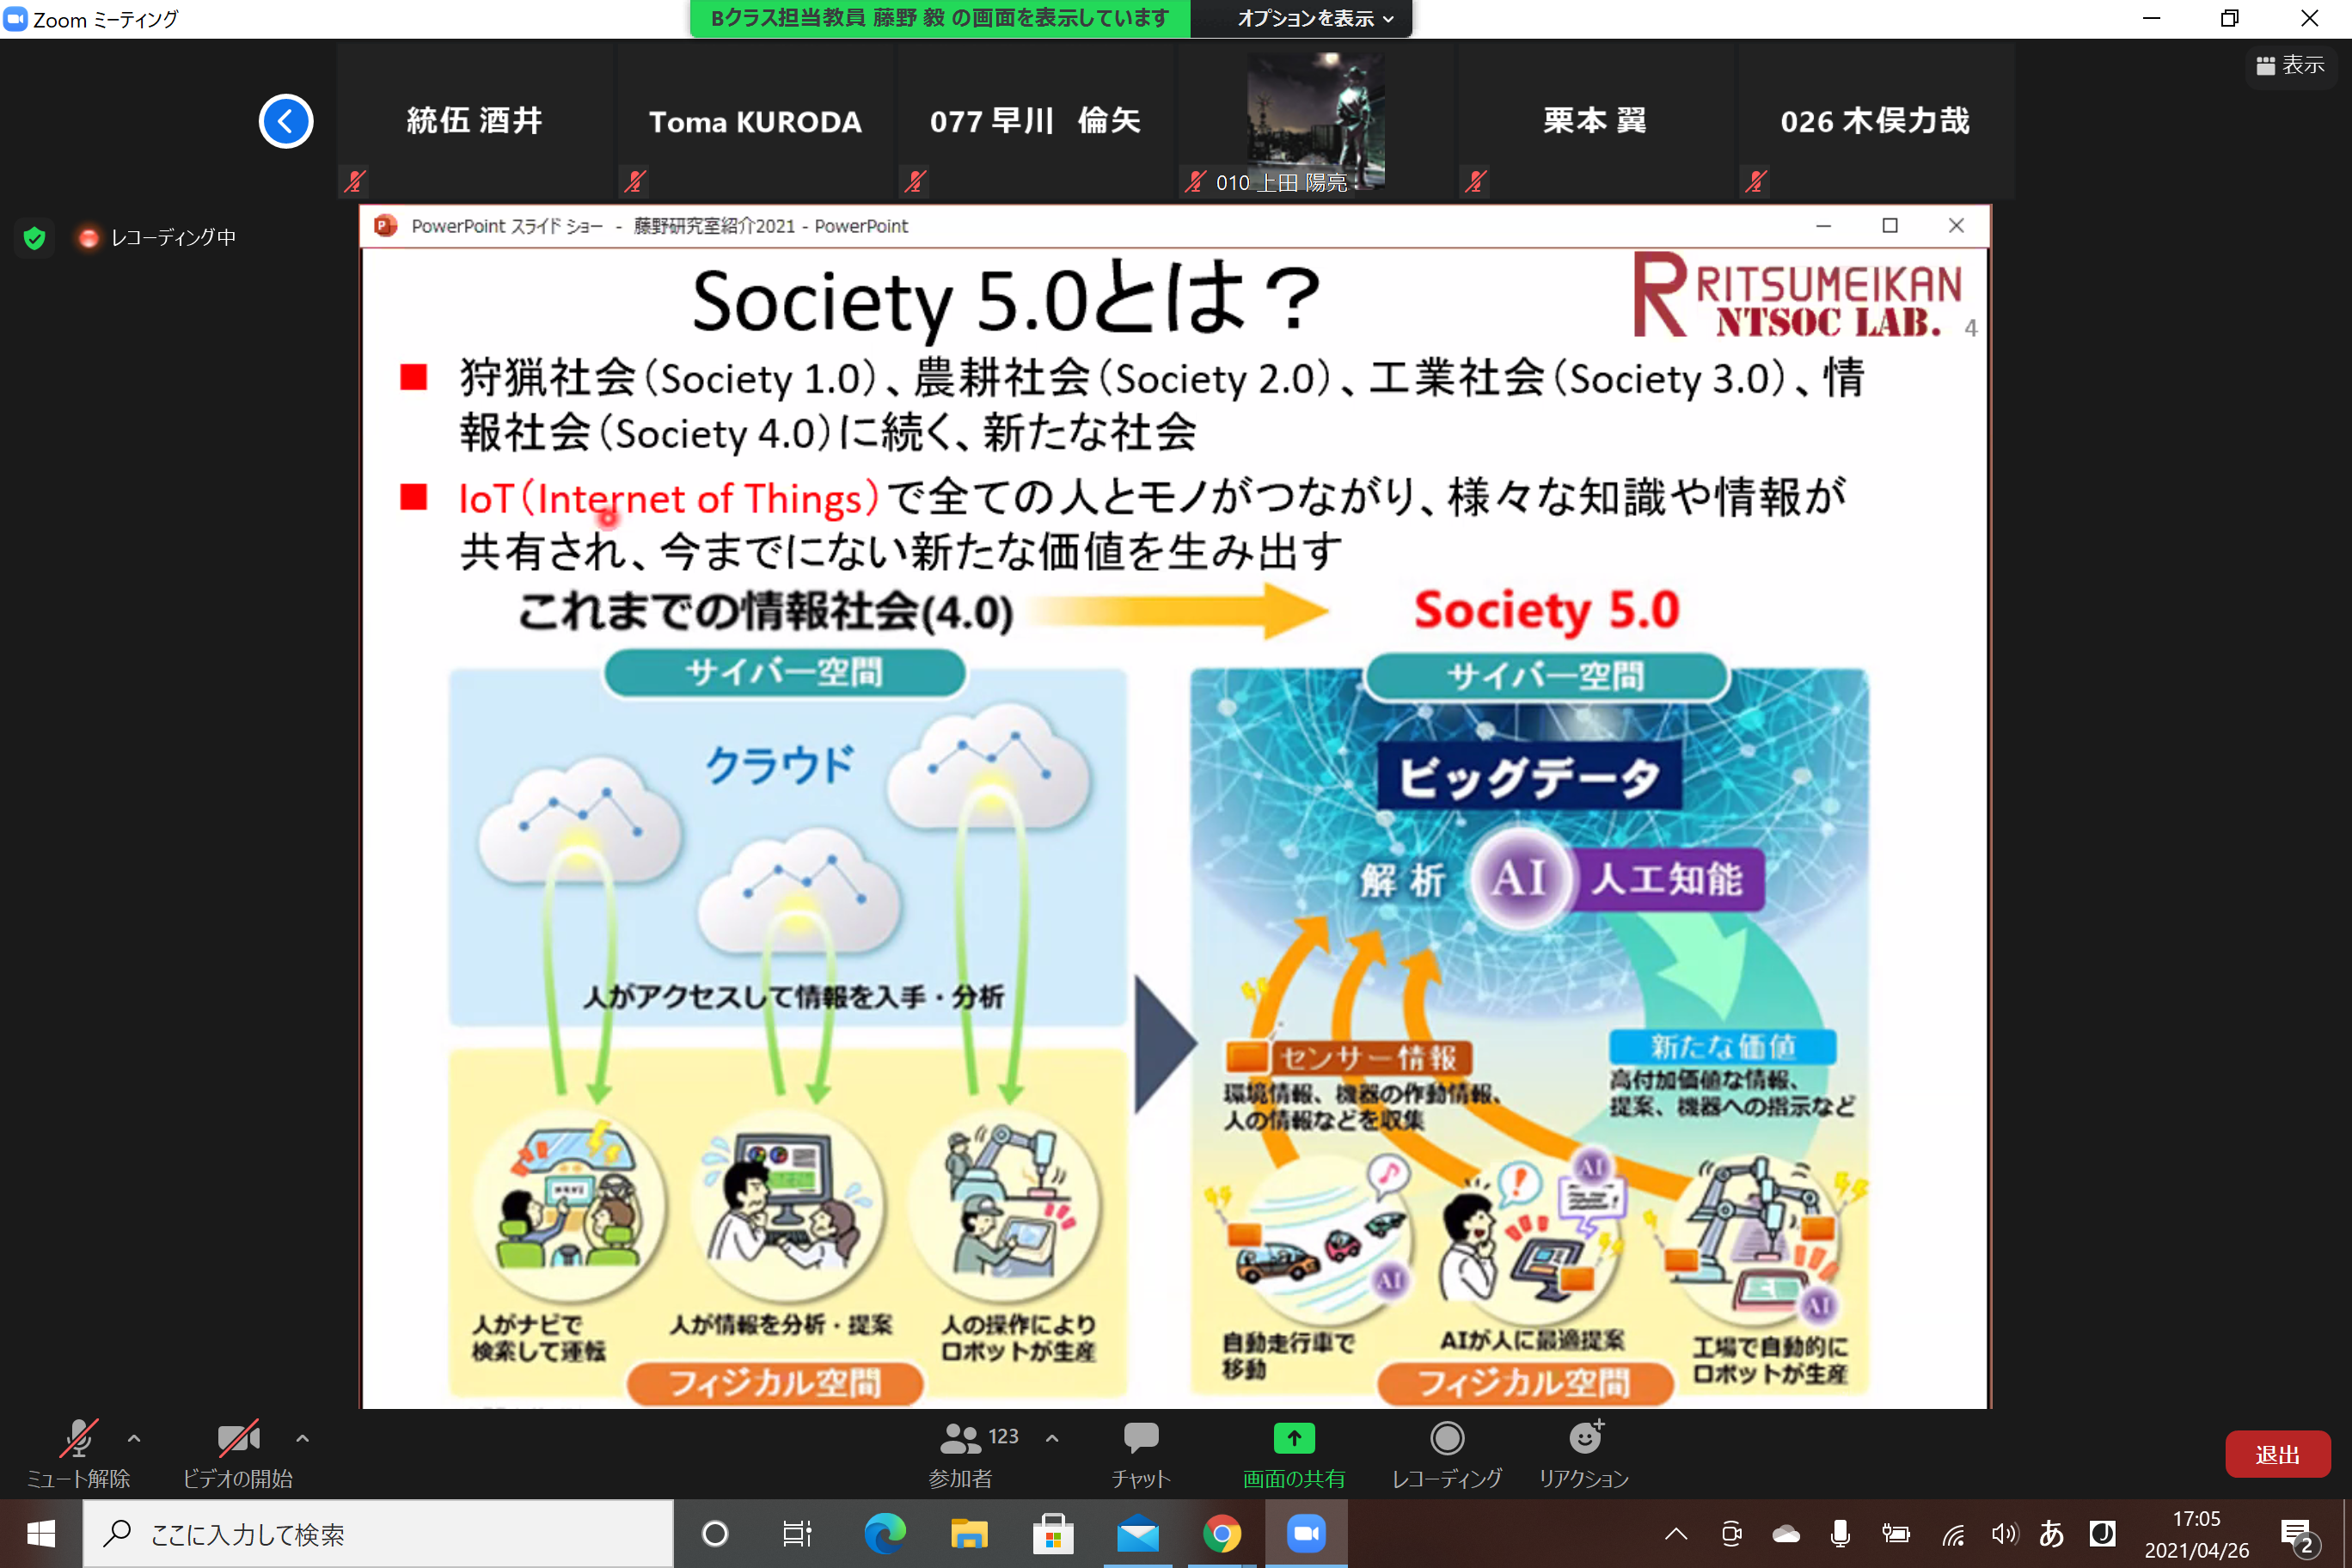 Zoom ミーティング
Bクラス担当教員 藤野 毅 の画面を表示しています
オプションを表示
表示
統伍 酒井
Toma KURODA
077 早川 倫矢
010 上田 陽亮
栗本 翼
026 木俣力哉
レコーディング中
PowerPoint スライド ショー - 藤野研究室紹介2021 - PowerPoint
Society 5.0とは？
R RITSUMEIKAN
NTSOC LAB.
4
■ 狩猟社会（Society 1.0）、農耕社会（Society 2.0）、工業社会（Society 3.0）、情
報社会（Society 4.0）に続く、新たな社会
■ IoT（Internet of Things）で全ての人とモノがつながり、様々な知識や情報が
共有され、今までにない新たな価値を生み出す
これまでの情報社会(4.0)
Society 5.0
サイバー空間
クラウド
人がアクセスして情報を入手・分析
人がナビで
検索して運転
人が情報を分析・提案
人の操作により
ロボットが生産
フィジカル空間
サイバー空間
ビッグデータ
解析
AI
人工知能
センサー情報
環境情報、機器の作動情報、
人の情報などを収集
新たな価値
高付加価値な情報、
提案、機器への指示など
AI
AI
AI
自動走行車で
移動
AIが人に最適提案
工場で自動的に
ロボットが生産
フィジカル空間
ミュート解除
ビデオの開始
123
参加者
チャット
画面の共有
レコーディング
リアクション
退出
ここに入力して検索
あ
17:05
2021/04/26
2